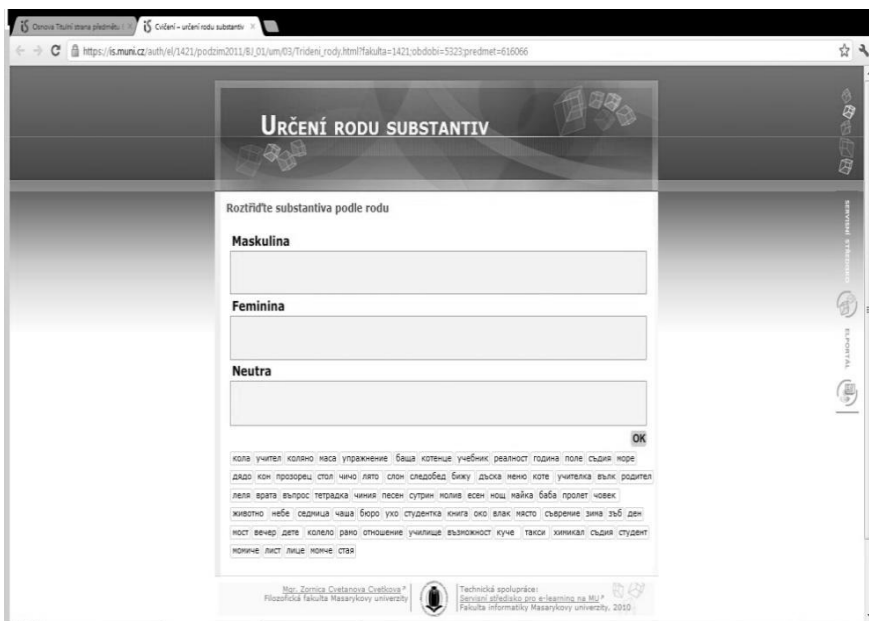 Osnova Titulní strana předmětu
Cvičení – určení rodu substantiv
https://is.muni.cz/auth/el/1421/podzim2011/BJ_01/um/03/Trideni_rody.html?fakulta=1421;obdobi=5323;predmet=616066
URČENÍ RODU SUBSTANTIV
Roztřiďte substantiva podle rodu
Maskulina
Feminina
Neutra
OK
кола учител коляно маса упражнение баща котенце учебник реалност година поле съдия море
дядо кон прозорец стол чичо лято слон следобед бижу дъска меню коте учителка вълк родител
леля врата въпрос тетрадка чиния песен сутрин молив есен нощ майка баба пролет човек
животно небе седмица чаша бюро ухо студентка книга око влак място съвремие зима зъб ден
мост вечер дете колело рамо отношение училище възможност куче такси химикал съдия студент
момиче лист лице момче стая
Mgr. Zornica Cvetanova Cvetkova
Filozofická fakulta Masarykovy univerzity
Technická spolupráce:
Servisní středisko pro e-learning na MU
Fakulta informatiky Masarykovy univerzity, 2010
SERVISNÍ STŘEDISKO
ELPORTÁL